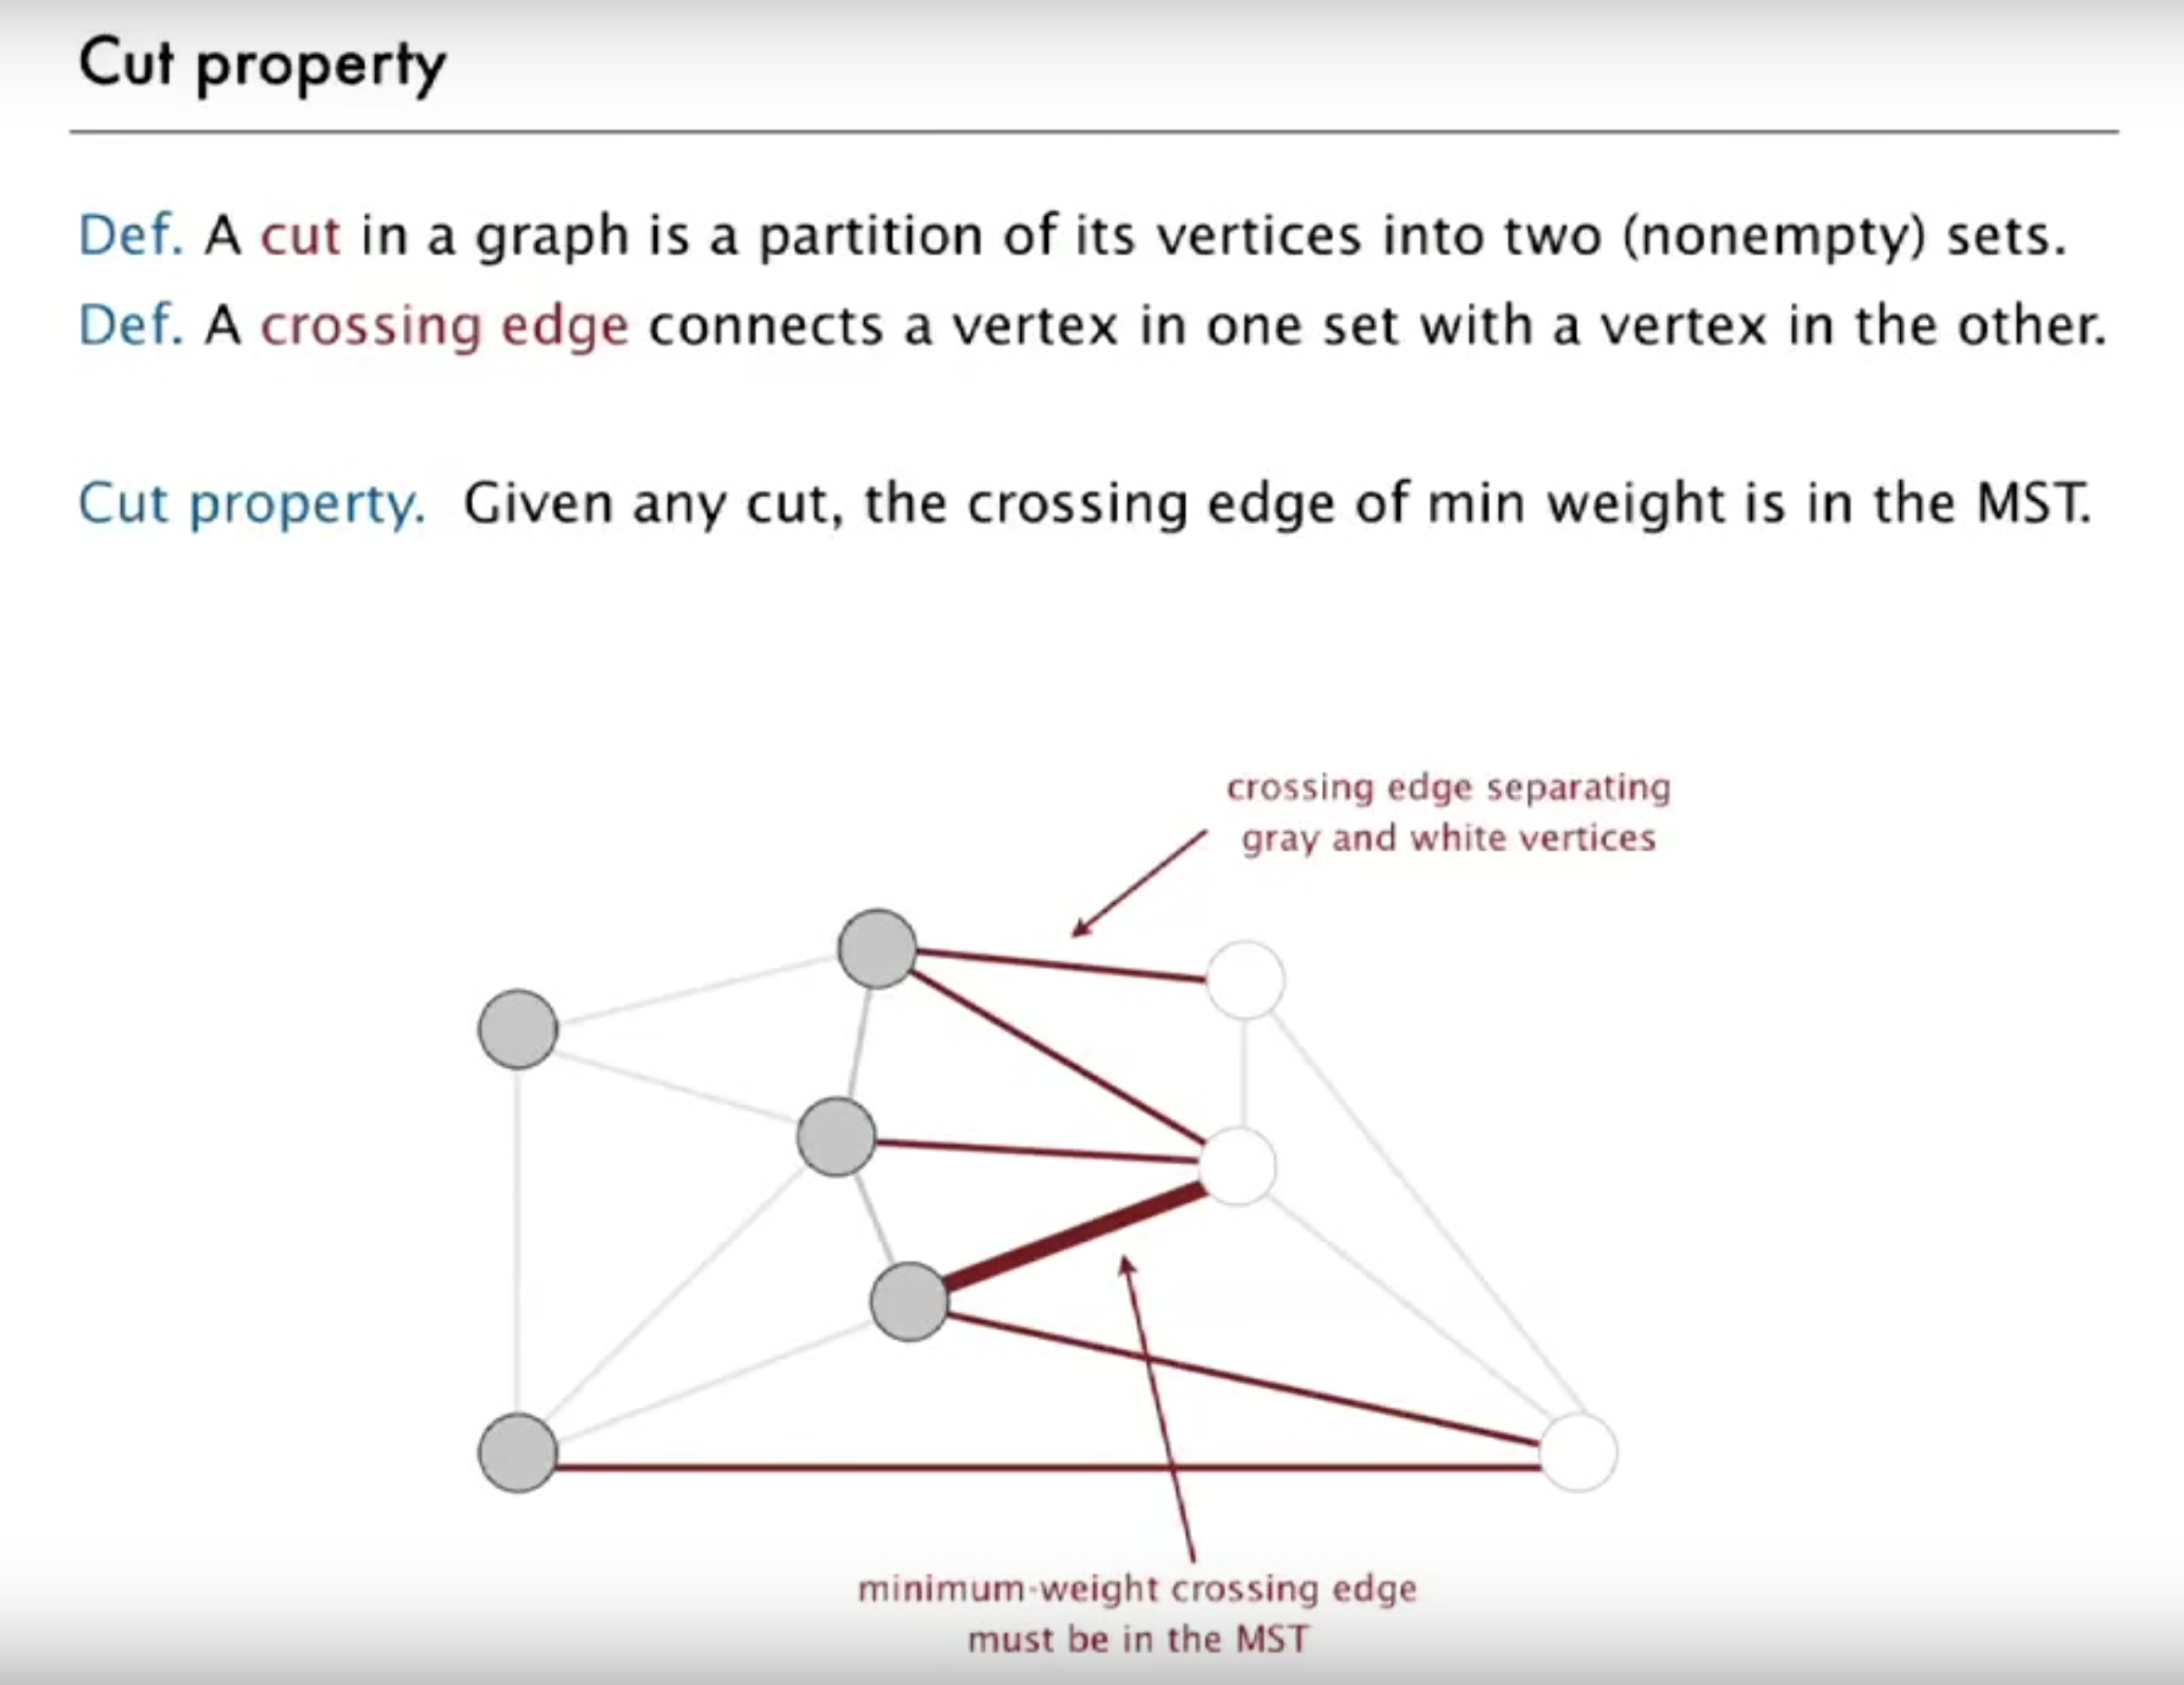 Cut property
Def. A cut in a graph is a partition of its vertices into two (nonempty) sets.
Def. A crossing edge connects a vertex in one set with a vertex in the other.
Cut property. Given any cut, the crossing edge of min weight is in the MST.
crossing edge separating
gray and white vertices
minimum-weight crossing edge
must be in the MST